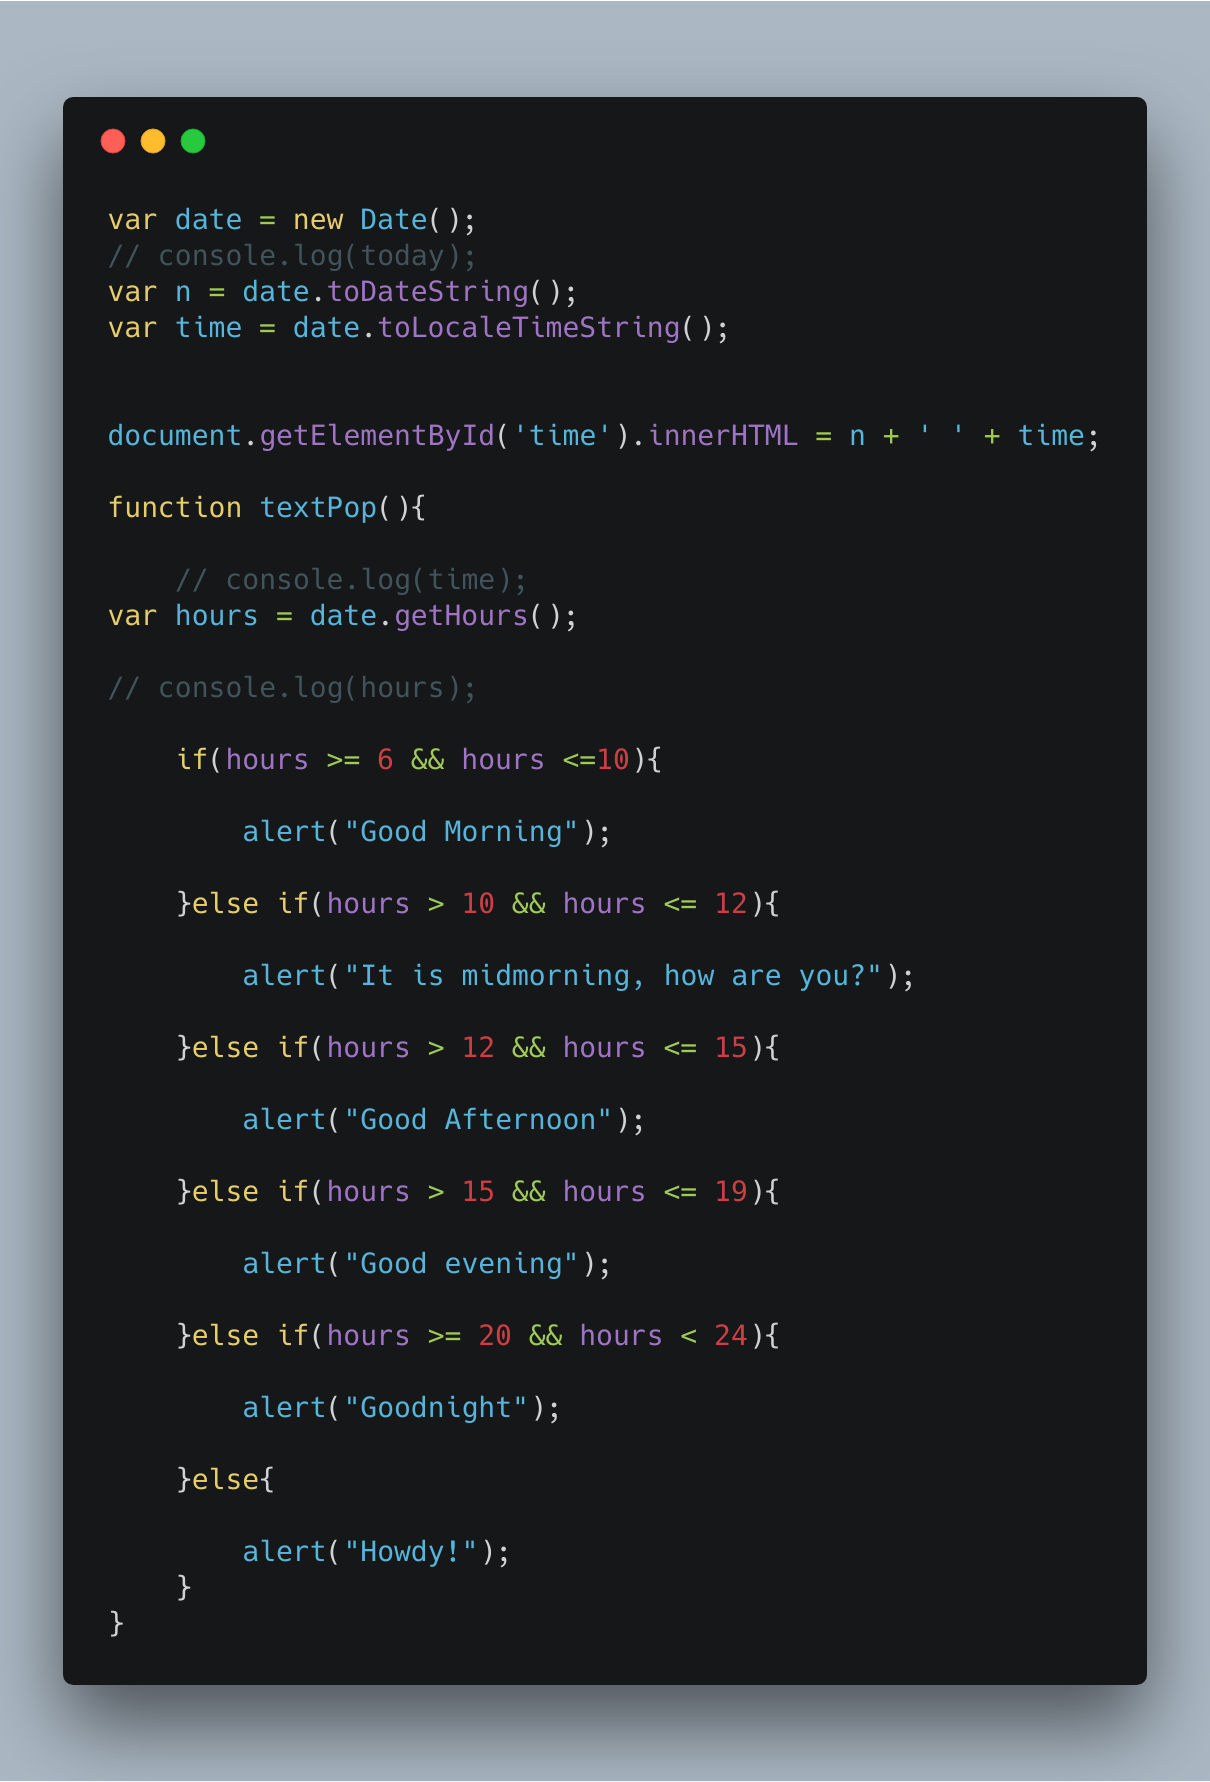 var date = new Date();
// console.log(today);
var n = date.toDateString();
var time = date.toLocaleTimeString();
document.getElementById('time').innerHTML = n + ' ' + time;
function textPop(){
    // console.log(time);
var hours = date.getHours();
// console.log(hours);
    if(hours >= 6 && hours <=10){
        alert("Good Morning");
    }else if(hours > 10 && hours <= 12){
        alert("It is midmorning, how are you?");
    }else if(hours > 12 && hours <= 15){
        alert("Good Afternoon");
    }else if(hours > 15 && hours <= 19){
        alert("Good evening");
    }else if(hours >= 20 && hours < 24){
        alert("Goodnight");
    }else{
        alert("Howdy!");
    }
}